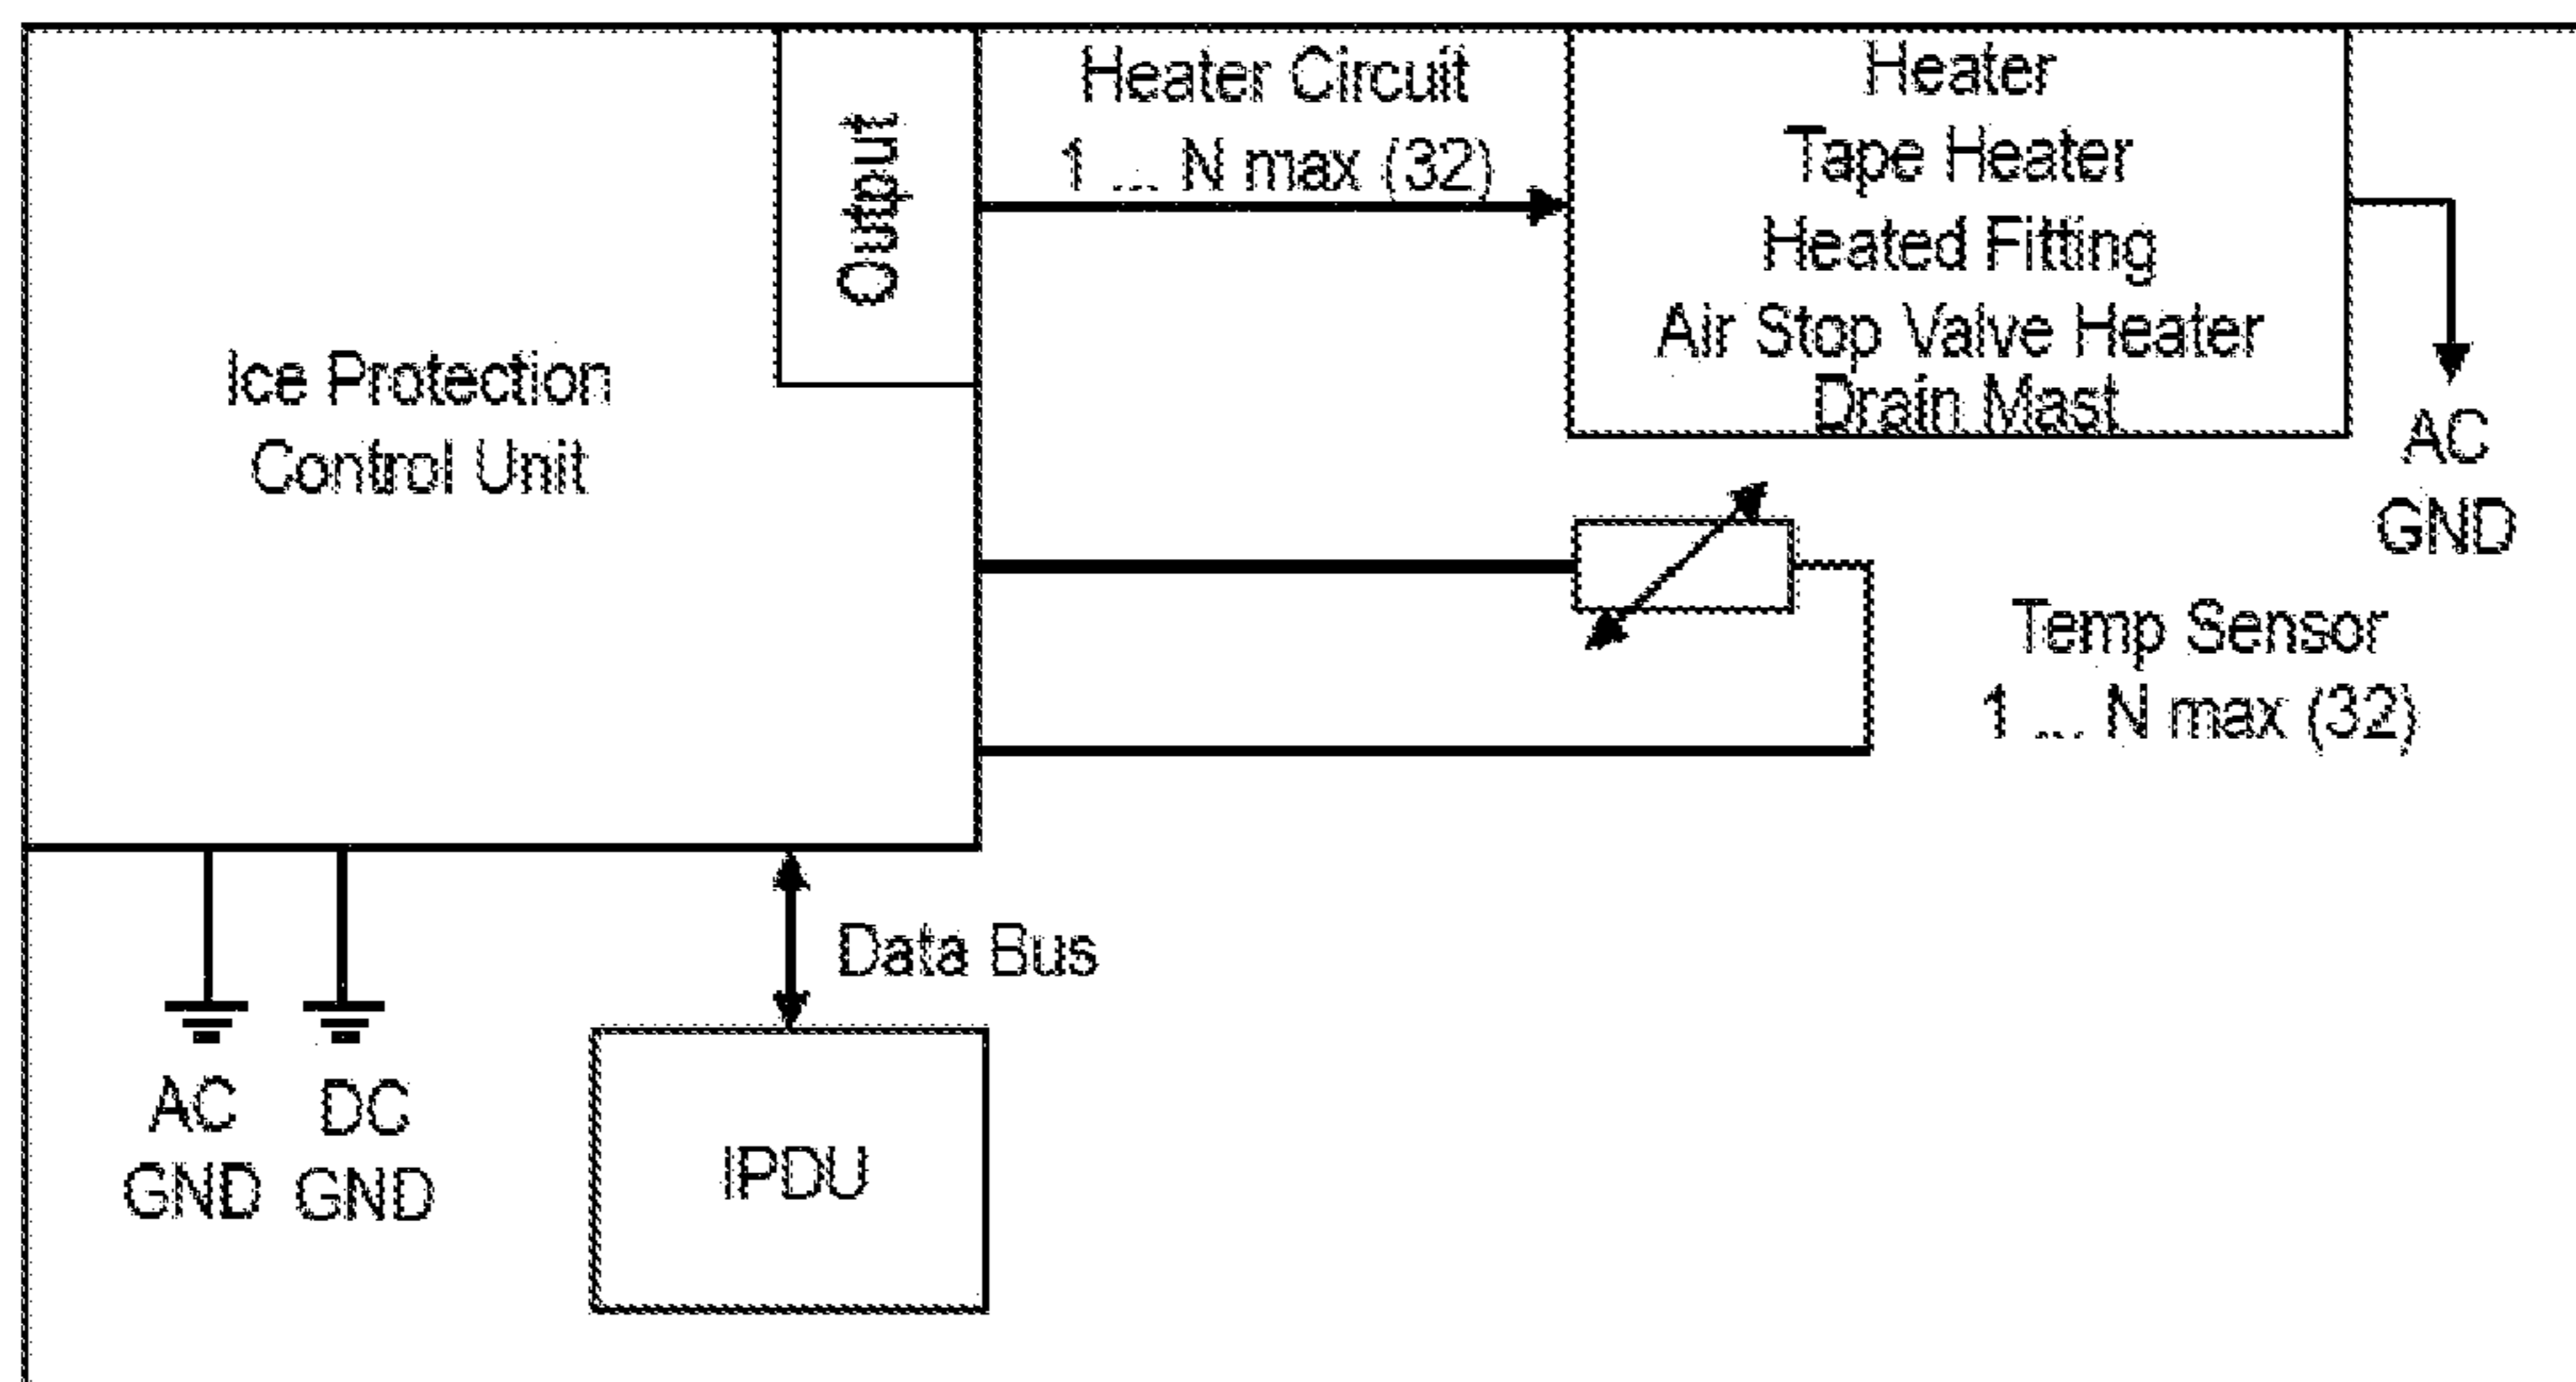 Output
Heater Circuit
1 ... N max (32)
Heater
Tape Heater
Heated Fitting
Air Stop Valve Heater
Drain Mast
AC
GND
Ice Protection
Control Unit
Temp Sensor
1 ... N max (32)
Data Bus
AC
GND
DC
GND
IPDU